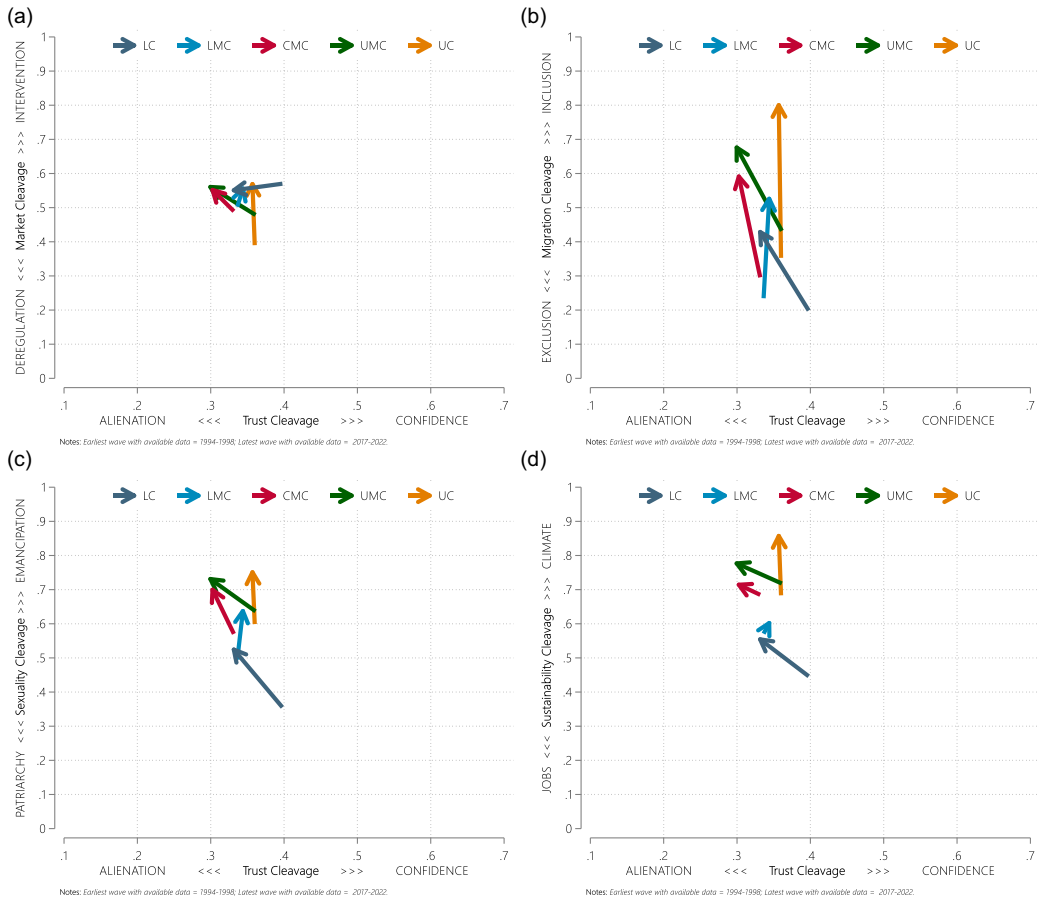 (a)
LC LMC CMC UMC UC
DEREGULATION <<< Market Cleavage >>> INTERVENTION
1
.9
.8
.7
.6
.5
.4
.3
.2
.1
0
.1 .2 .3 .4 .5 .6 .7
ALIENATION <<< Trust Cleavage >>> CONFIDENCE
Notes: Earliest wave with available data = 1994-1998; Latest wave with available data = 2017-2022.
(b)
LC LMC CMC UMC UC
EXCLUSION <<< Migration Cleavage >>> INCLUSION
1
.9
.8
.7
.6
.5
.4
.3
.2
.1
0
.1 .2 .3 .4 .5 .6 .7
ALIENATION <<< Trust Cleavage >>> CONFIDENCE
Notes: Earliest wave with available data = 1994-1998; Latest wave with available data = 2017-2022.
(c)
LC LMC CMC UMC UC
PATRIARCHY <<< Sexuality Cleavage >>> EMANCIPATION
1
.9
.8
.7
.6
.5
.4
.3
.2
.1
0
.1 .2 .3 .4 .5 .6 .7
ALIENATION <<< Trust Cleavage >>> CONFIDENCE
Notes: Earliest wave with available data = 1994-1998; Latest wave with available data = 2017-2022.
(d)
LC LMC CMC UMC UC
JOBS <<< Sustainability Cleavage >>> CLIMATE
1
.9
.8
.7
.6
.5
.4
.3
.2
.1
0
.1 .2 .3 .4 .5 .6 .7
ALIENATION <<< Trust Cleavage >>> CONFIDENCE
Notes: Earliest wave with available data = 1994-1998; Latest wave with available data = 2017-2022.